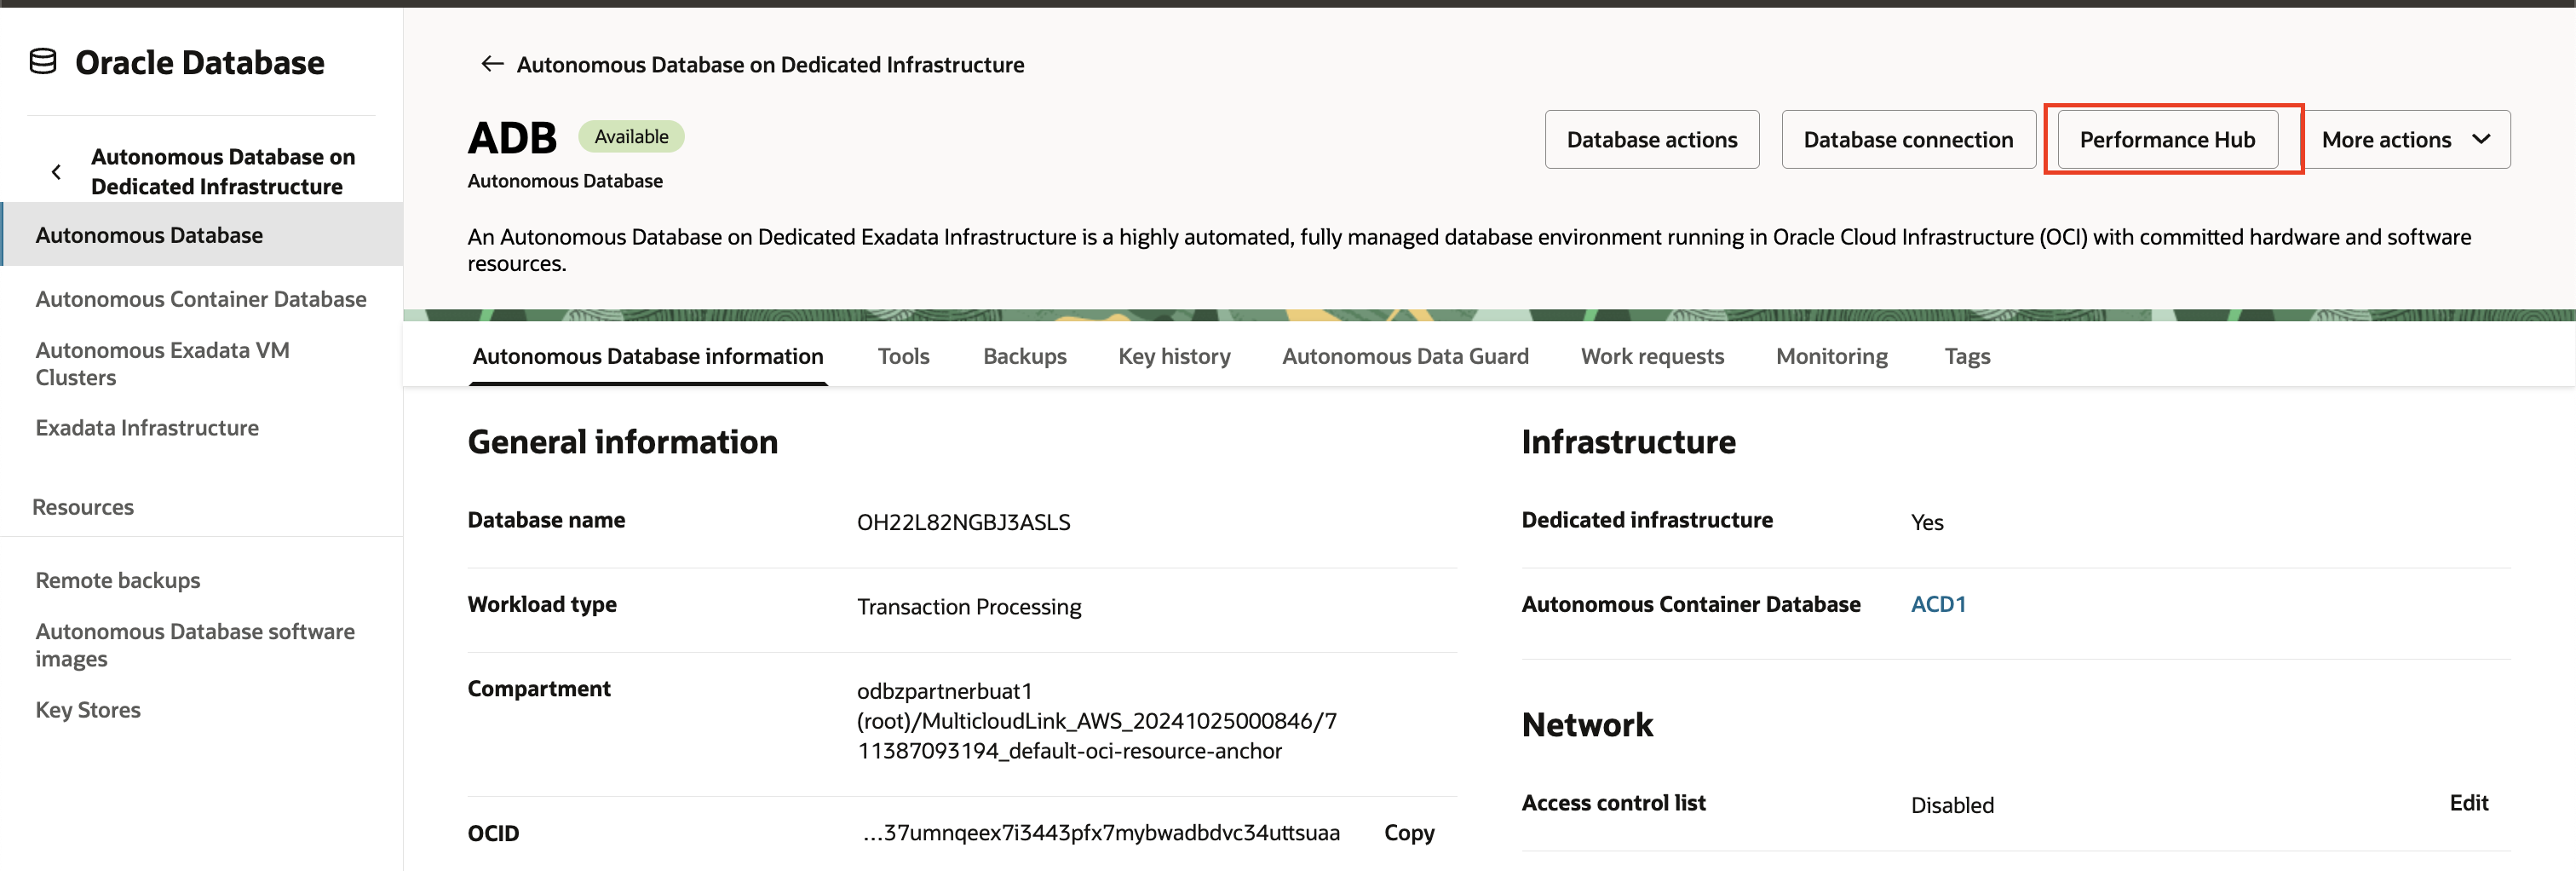 Oracle Database
Autonomous Database on
Dedicated Infrastructure
Autonomous Database
Autonomous Container Database
Autonomous Exadata VM
Clusters
Exadata Infrastructure
Resources
Remote backups
Autonomous Database software
images
Key Stores
Autonomous Database on Dedicated Infrastructure
ADB
Available
Autonomous Database
Database actions
Database connection
Performance Hub
More actions
An Autonomous Database on Dedicated Exadata Infrastructure is a highly automated, fully managed database environment running in Oracle Cloud Infrastructure (OCI) with committed hardware and software
resources.
Autonomous Database information
Tools
Backups
Key history
Autonomous Data Guard
Work requests
Monitoring
Tags
General information
Database name
OH22L82NGBJ3ASLS
Workload type
Transaction Processing
Compartment
odbzpartnerbuat1
(root)/MulticloudLink_AWS_20241025000846/7
11387093194_default-oci-resource-anchor
OCID
...37umnqeex7i3443pfx7mybwadbdvc34uttsuaa
Copy
Infrastructure
Dedicated infrastructure
Yes
Autonomous Container Database
ACD1
Network
Access control list
Disabled
Edit